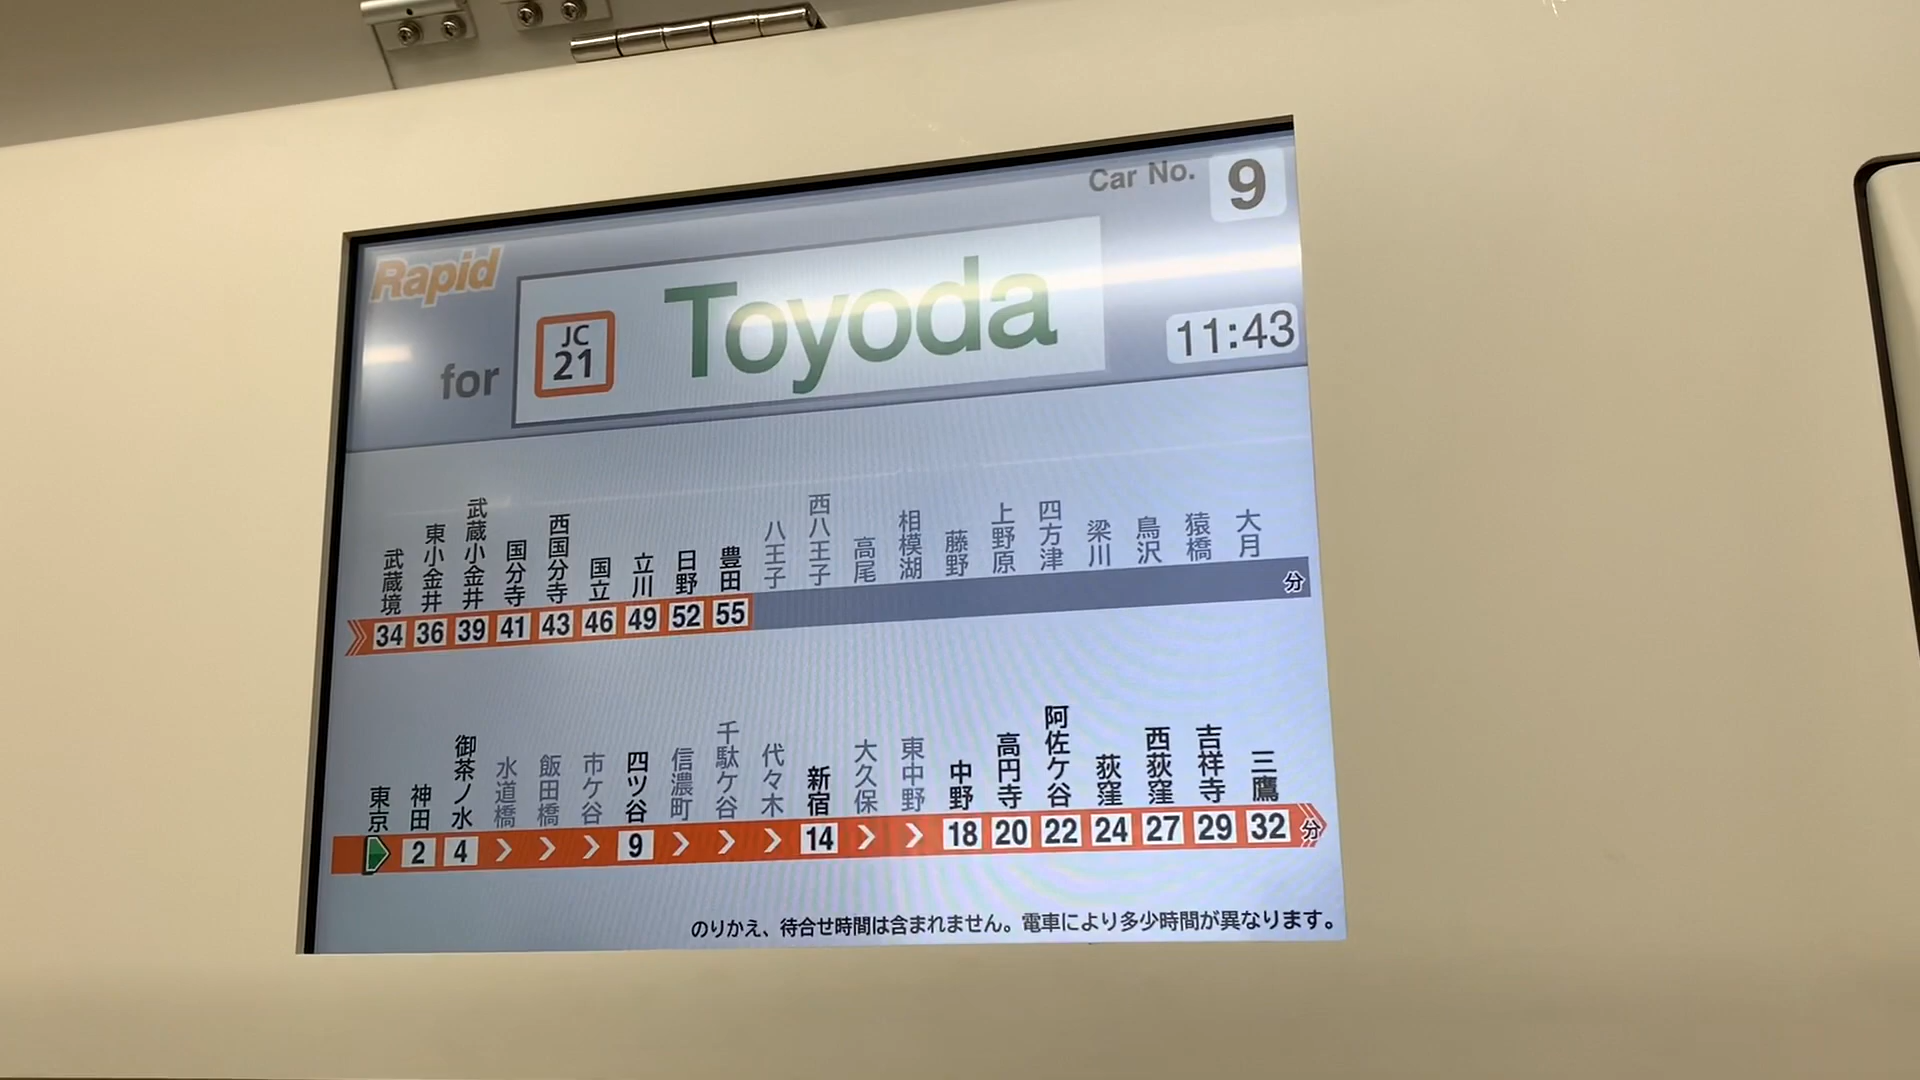 Car No. 9
Rapid
for JC 21 Toyoda
11:43
武蔵境 東小金井 武蔵小金井 国分寺 西国分寺 国立 立川 日野 豊田 八王子 西八王子 高尾 相模湖 藤野 上野原 四方津 梁川 鳥沢 猿橋 大月
34 36 39 41 43 46 49 52 55 分
東京 神田 御茶ノ水 水道橋 飯田橋 市ケ谷 四ツ谷 信濃町 千駄ケ谷 代々木 新宿 大久保 東中野 中野 高円寺 阿佐ケ谷 荻窪 西荻窪 吉祥寺 三鷹
2 4 9 14 18 20 22 24 27 29 32 分
のりかえ、待合せ時間は含まれません。電車により多少時間が異なります。